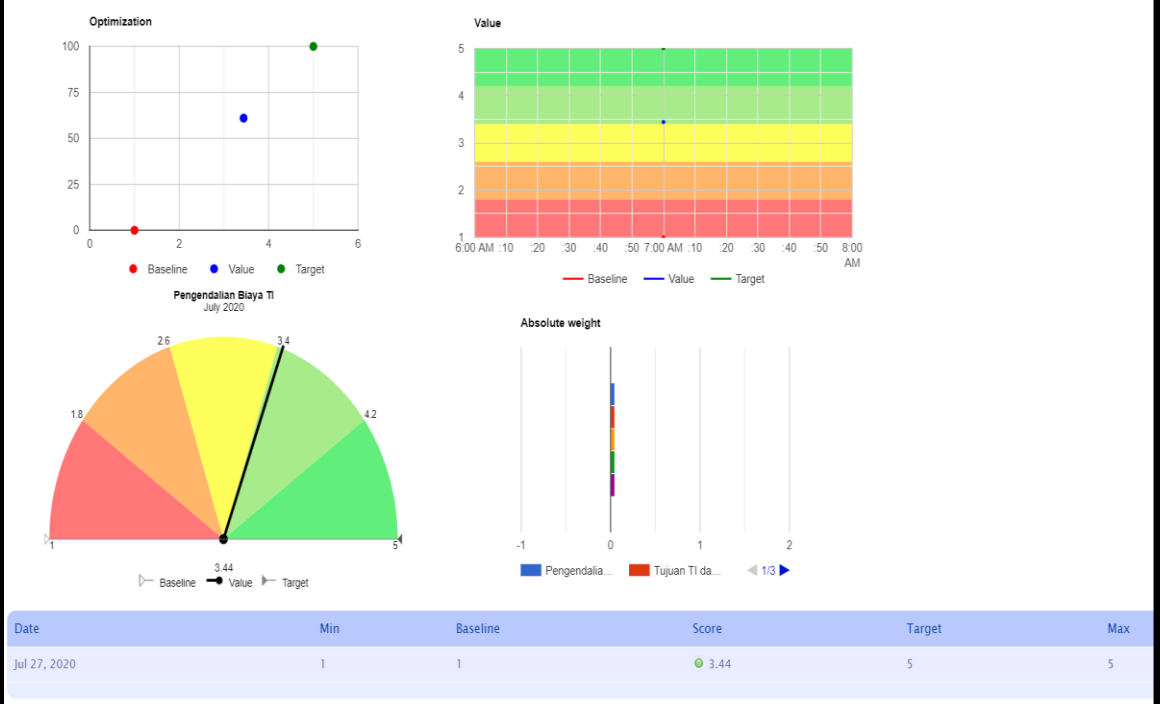 Optimization
100
75
50
25
0
0 2 4 6
Baseline Value Target
Value
5
4
3
2
1
6:00 AM :10 :20 :30 :40 :50 7:00 AM :10 :20 :30 :40 :50 8:00
AM
Baseline Value Target
Pengendalian Biaya TI
July 2020
2.6 3.4
1.8 4.2
1 5
3.44
Baseline Value Target
Absolute weight
-1 0 1 2
Pengendalia... Tujuan TI da... 1/3
Date Min Baseline Score Target Max
Jul 27, 2020 1 1 3.44 5 5